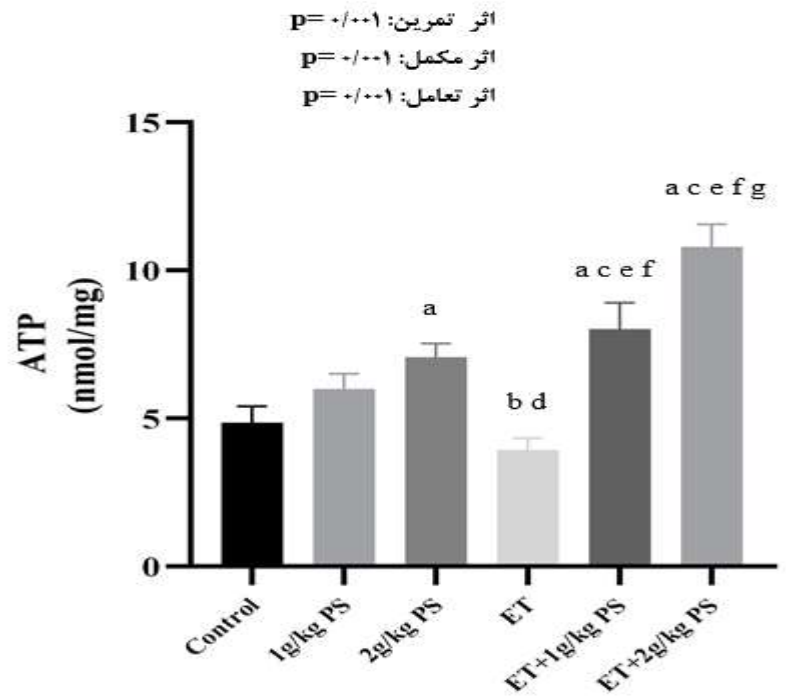 اثر تمرین: p= ۰/۰۰۱
اثر مکمل: p= ۰/۰۰۱
اثر تعامل: p= ۰/۰۰۱
15
10
5
0
ATP
(nmol/mg)
a
b d
a c e f
a c e f g
Control
1g/kg PS
2g/kg PS
ET
ET+1g/kg PS
ET+2g/kg PS